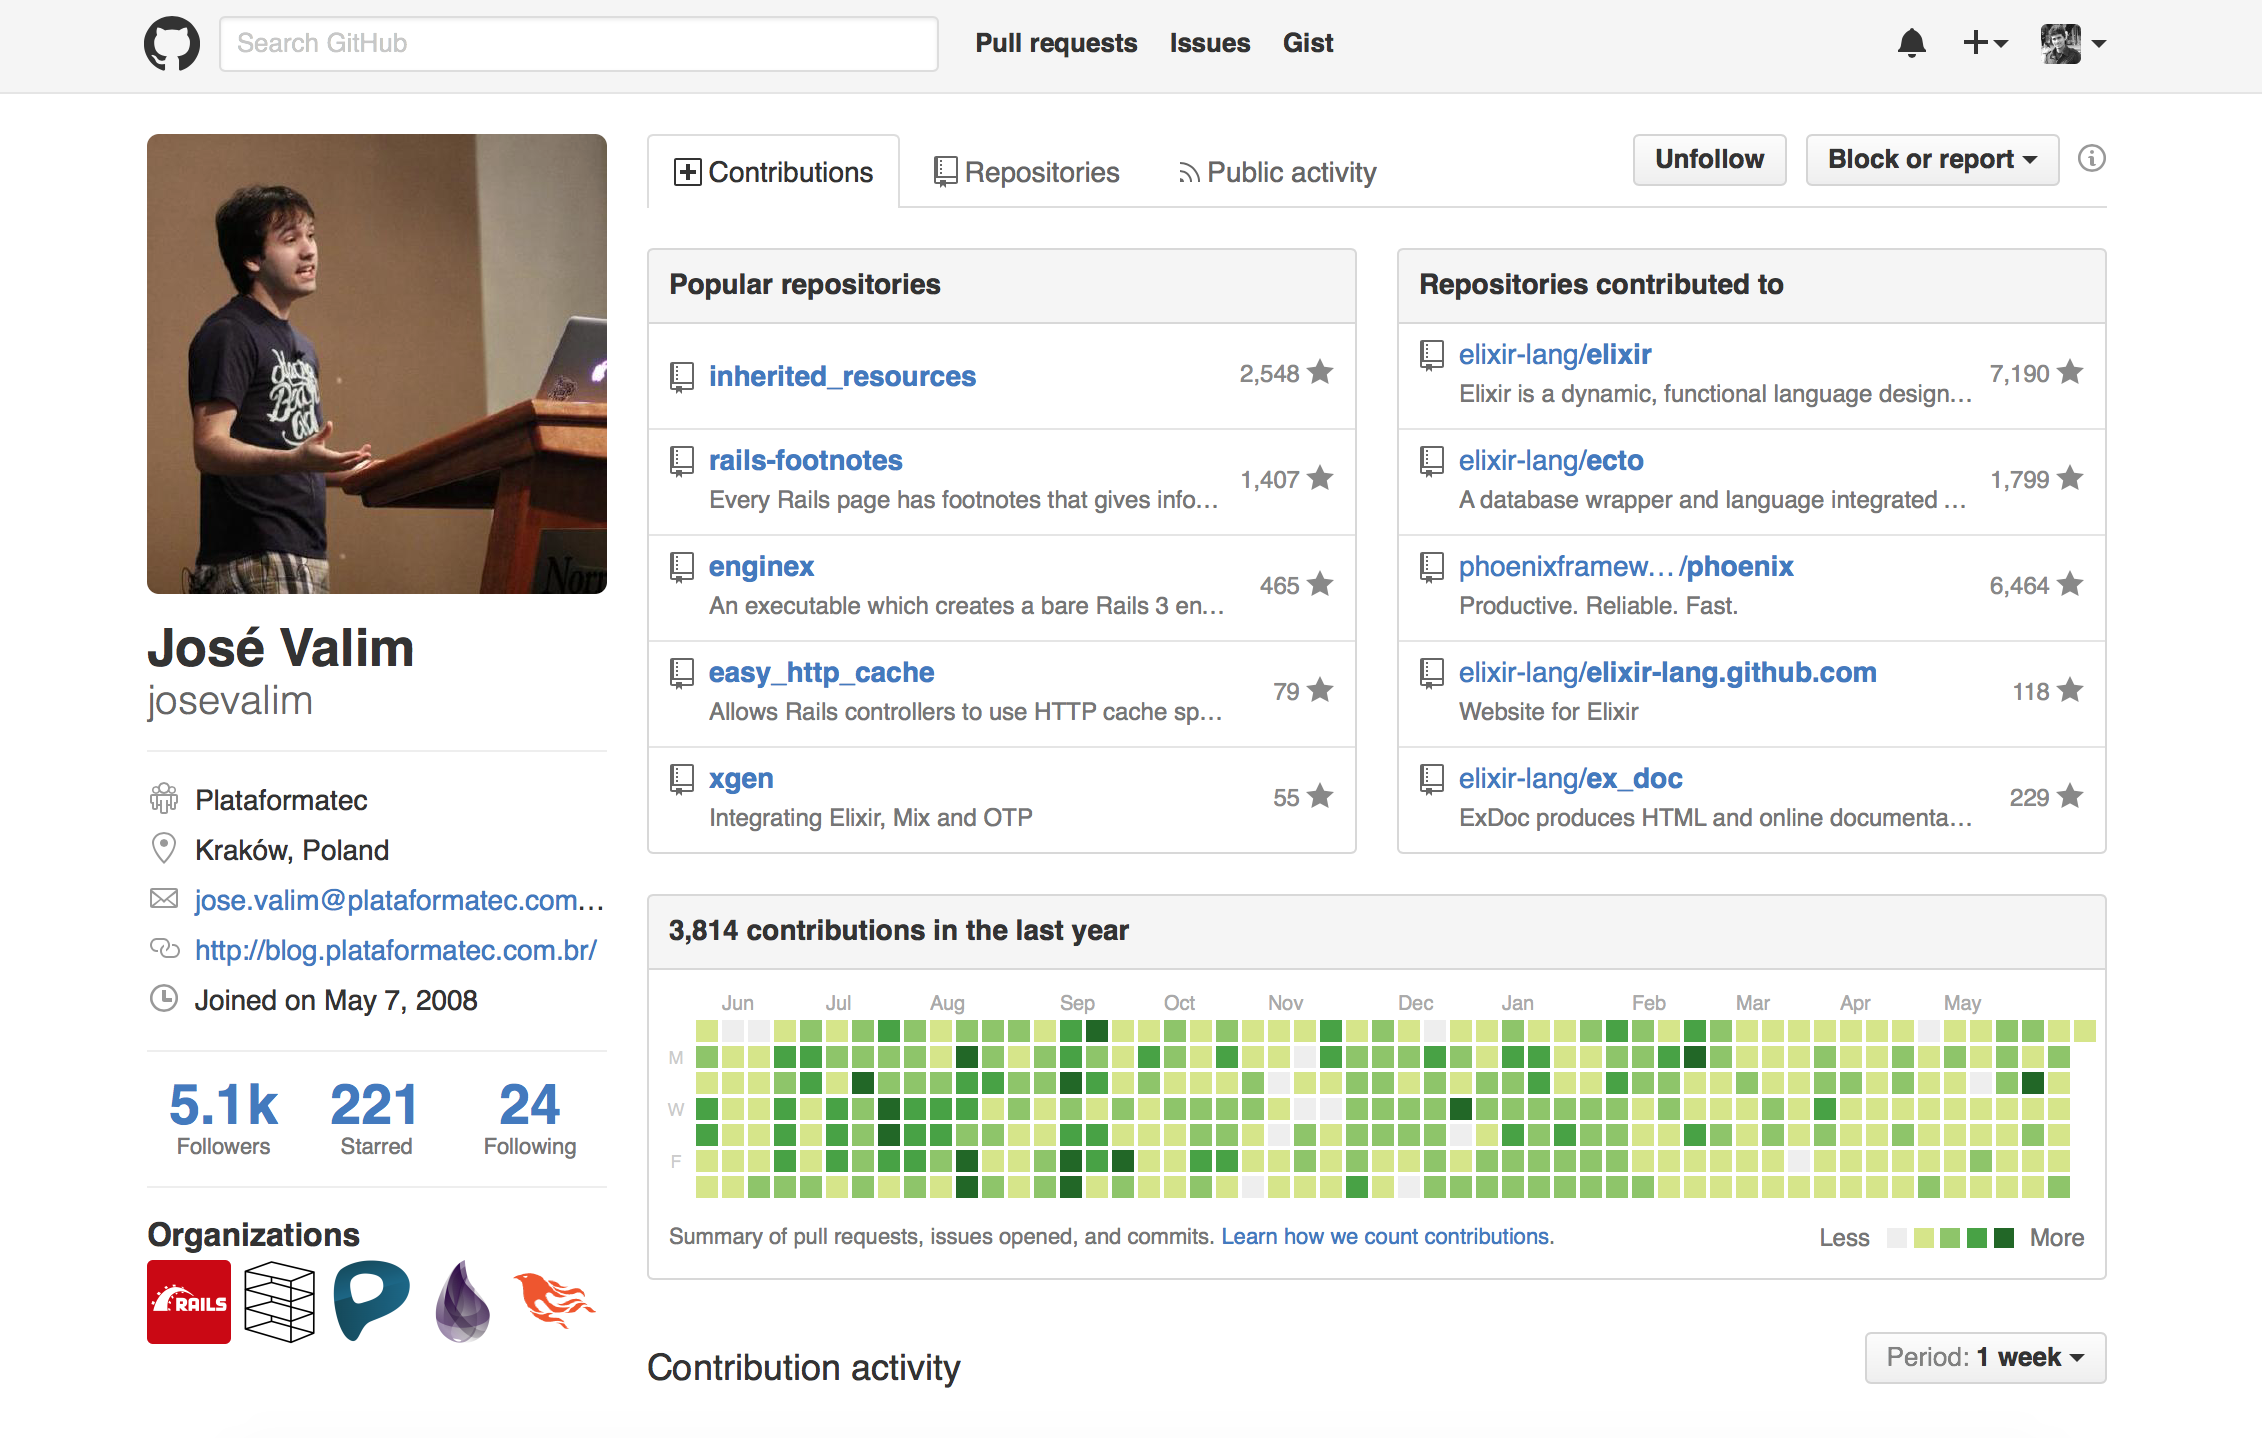 Search GitHub
Pull requests
Issues
Gist
Contributions
Repositories
Public activity
Unfollow
Block or report
José Valim
josevalim
Plataformatec
Kraków, Poland
jose.valim@plataformatec.com…
http://blog.plataformatec.com.br/
Joined on May 7, 2008
5.1k
Followers
221
Starred
24
Following
Organizations
RAILS
Popular repositories
inherited_resources
2,548
rails-footnotes
Every Rails page has footnotes that gives info…
1,407
enginex
An executable which creates a bare Rails 3 en…
465
easy_http_cache
Allows Rails controllers to use HTTP cache sp…
79
xgen
Integrating Elixir, Mix and OTP
55
Repositories contributed to
elixir-lang/elixir
Elixir is a dynamic, functional language design…
7,190
elixir-lang/ecto
A database wrapper and language integrated …
1,799
phoenixframew…/phoenix
Productive. Reliable. Fast.
6,464
elixir-lang/elixir-lang.github.com
Website for Elixir
118
elixir-lang/ex_doc
ExDoc produces HTML and online documenta…
229
3,814 contributions in the last year
Jun Jul Aug Sep Oct Nov Dec Jan Feb Mar Apr May
M
W
F
Summary of pull requests, issues opened, and commits. Learn how we count contributions.
Less
More
Contribution activity
Period: 1 week